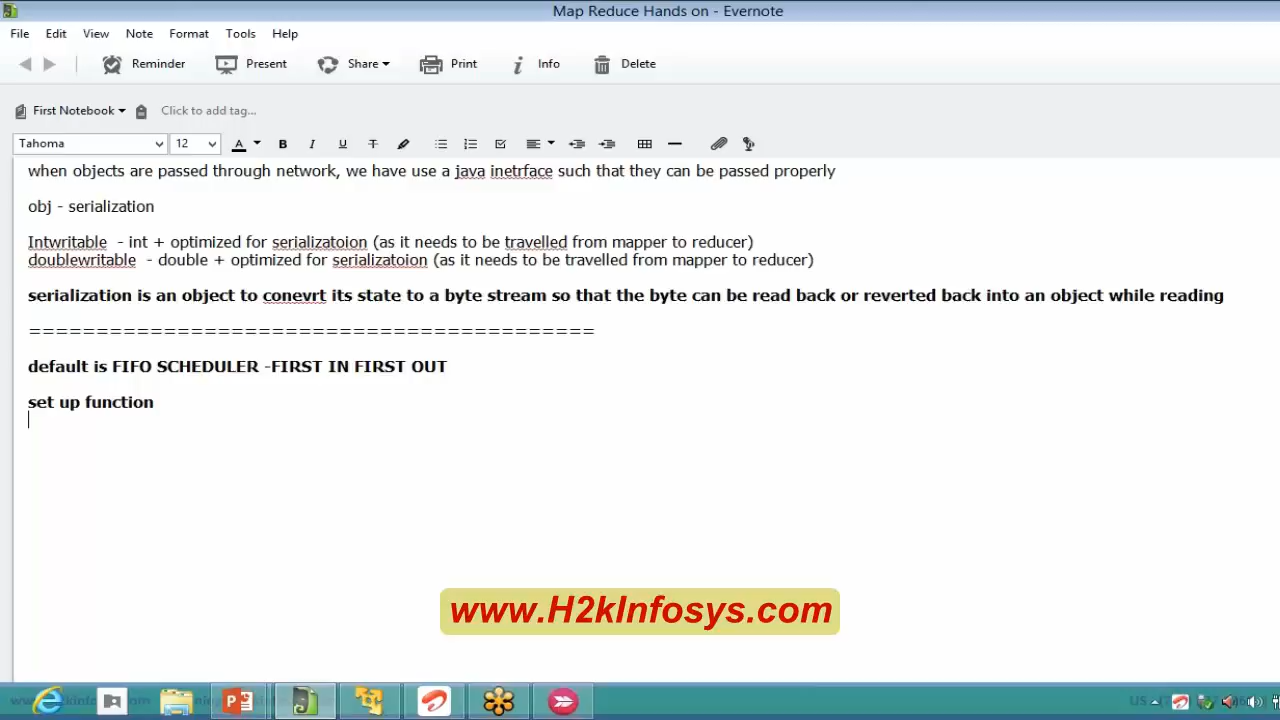 Map Reduce Hands on - Evernote
File Edit View Note Format Tools Help
Reminder Present Share Print Info Delete
First Notebook Click to add tag...
Tahoma 12 A B I U T
when objects are passed through network, we have use a java inetrface such that they can be passed properly
obj - serialization
Intwritable - int + optimized for serializatoion (as it needs to be travelled from mapper to reducer)
doublewritable - double + optimized for serializatoion (as it needs to be travelled from mapper to reducer)
serialization is an object to conevrt its state to a byte stream so that the byte can be read back or reverted back into an object while reading
==========================================
default is FIFO SCHEDULER -FIRST IN FIRST OUT
set up function
www.H2kInfosys.com